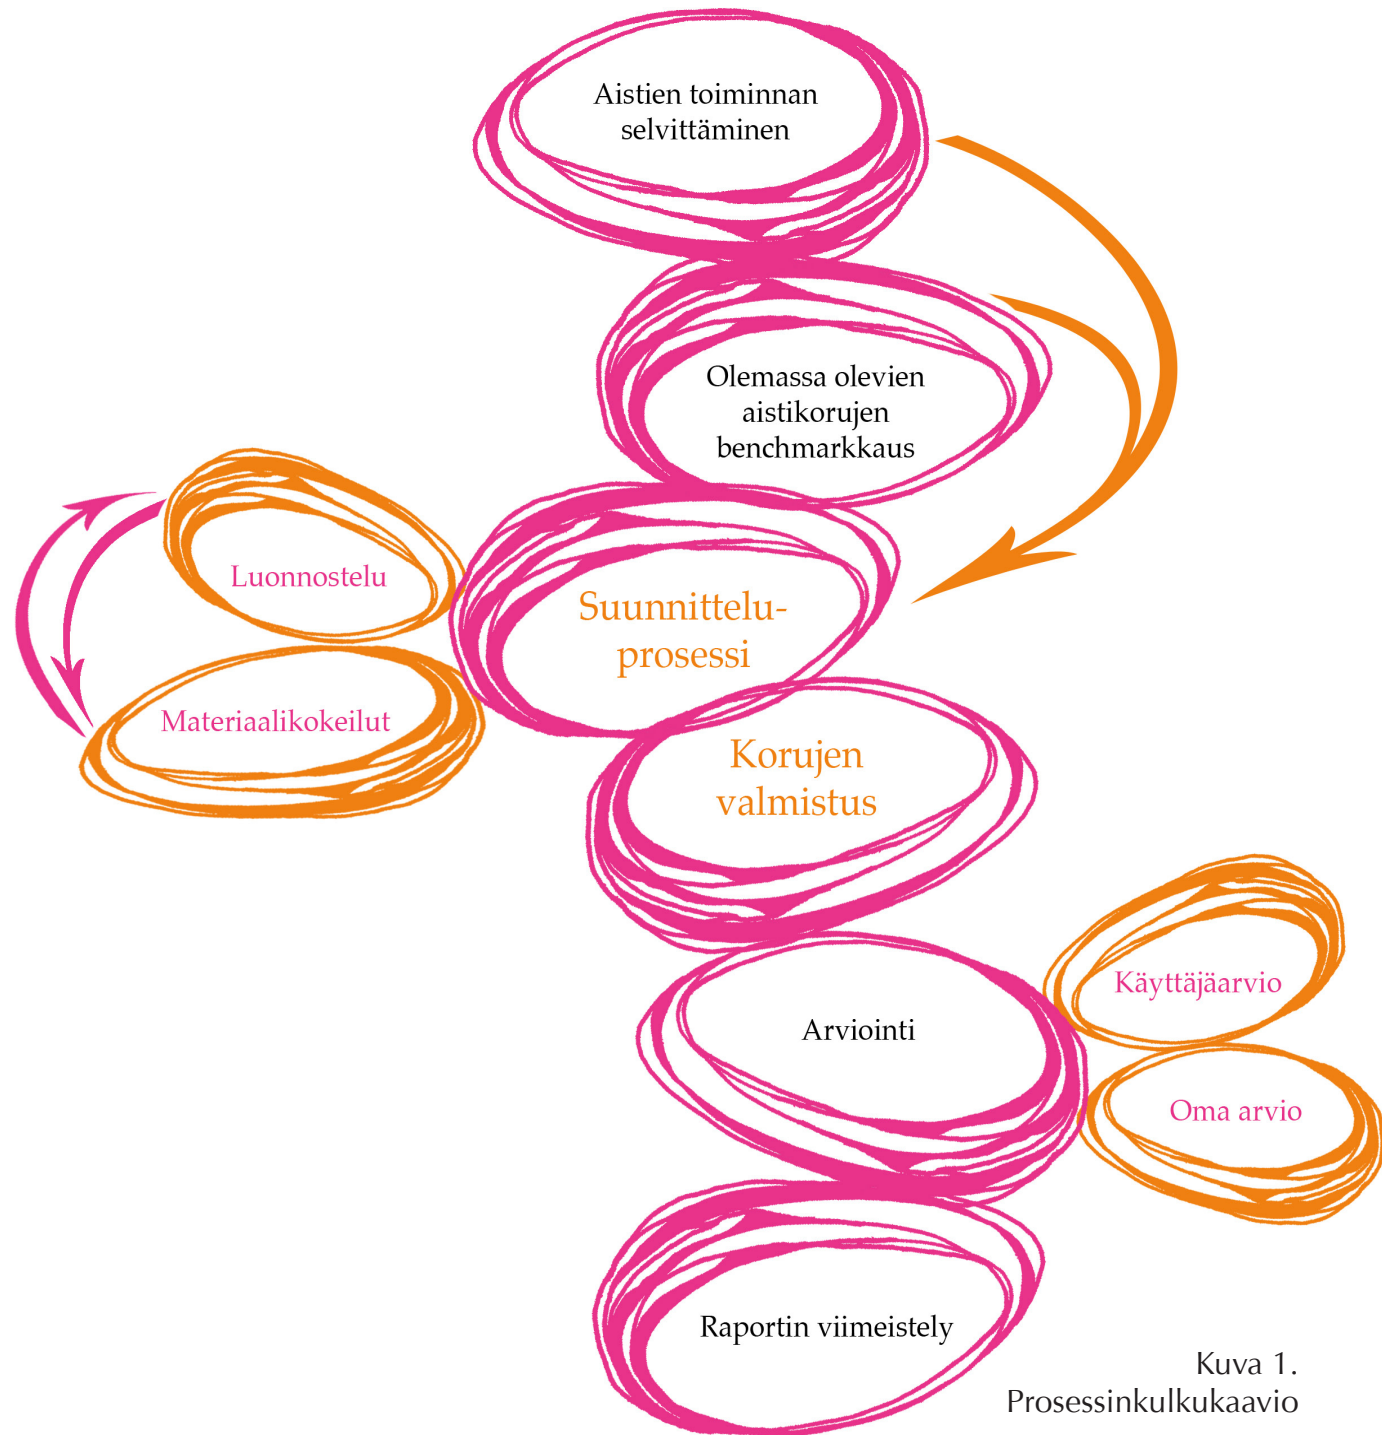 Aistien toiminnan
selvittäminen
Olemassa olevien
aistikorujen
benchmarkkaus
Luonnostelu
Materiaalikokeilut
Suunnittelu-
prosessi
Korujen
valmistus
Arviointi
Käyttäjäarvio
Oma arvio
Raportin viimeistely
Kuva 1.
Prosessinkulkukaavio